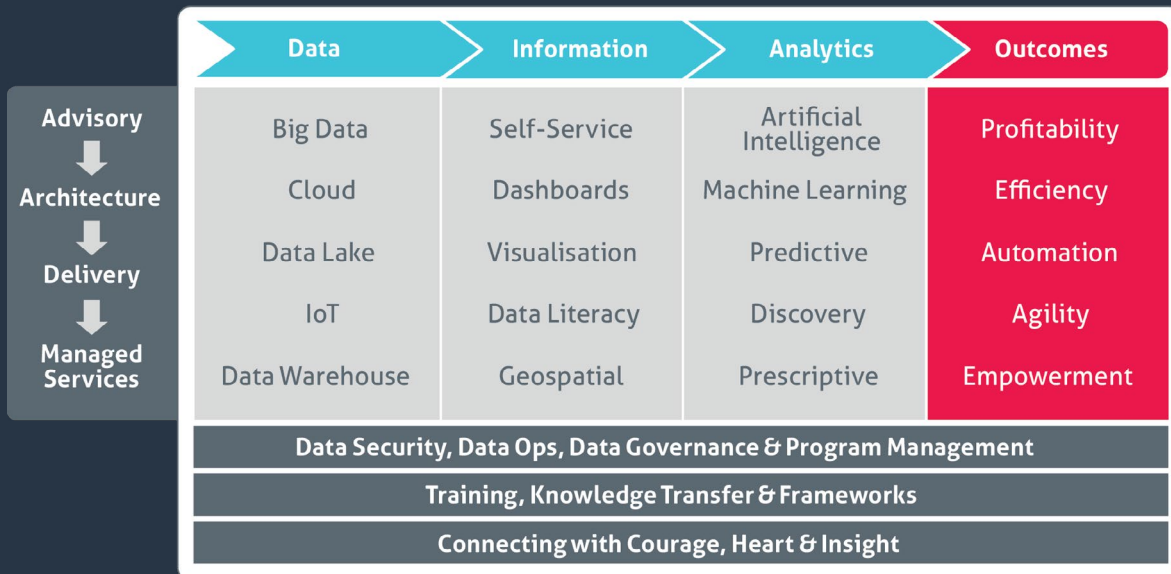 Data
Information
Analytics
Outcomes
Advisory
Architecture
Delivery
Managed
Services
Big Data
Cloud
Data Lake
IoT
Data Warehouse
Self-Service
Dashboards
Visualisation
Data Literacy
Geospatial
Artificial
Intelligence
Machine Learning
Predictive
Discovery
Prescriptive
Profitability
Efficiency
Automation
Agility
Empowerment
Data Security, Data Ops, Data Governance & Program Management
Training, Knowledge Transfer & Frameworks
Connecting with Courage, Heart & Insight